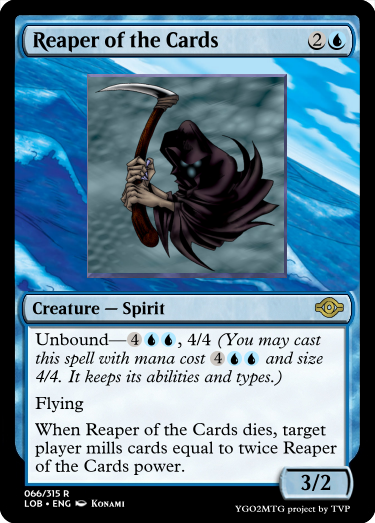 Reaper of the Cards 2
Creature — Spirit
Unbound—4, 4/4 (You may cast
this spell with mana cost 4 and size
4/4. It keeps its abilities and types.)
Flying
When Reaper of the Cards dies, target
player mills cards equal to twice Reaper
of the Cards power.
3/2
066/315 R
LOB • ENG Konami
YGO2MTG project by TVP